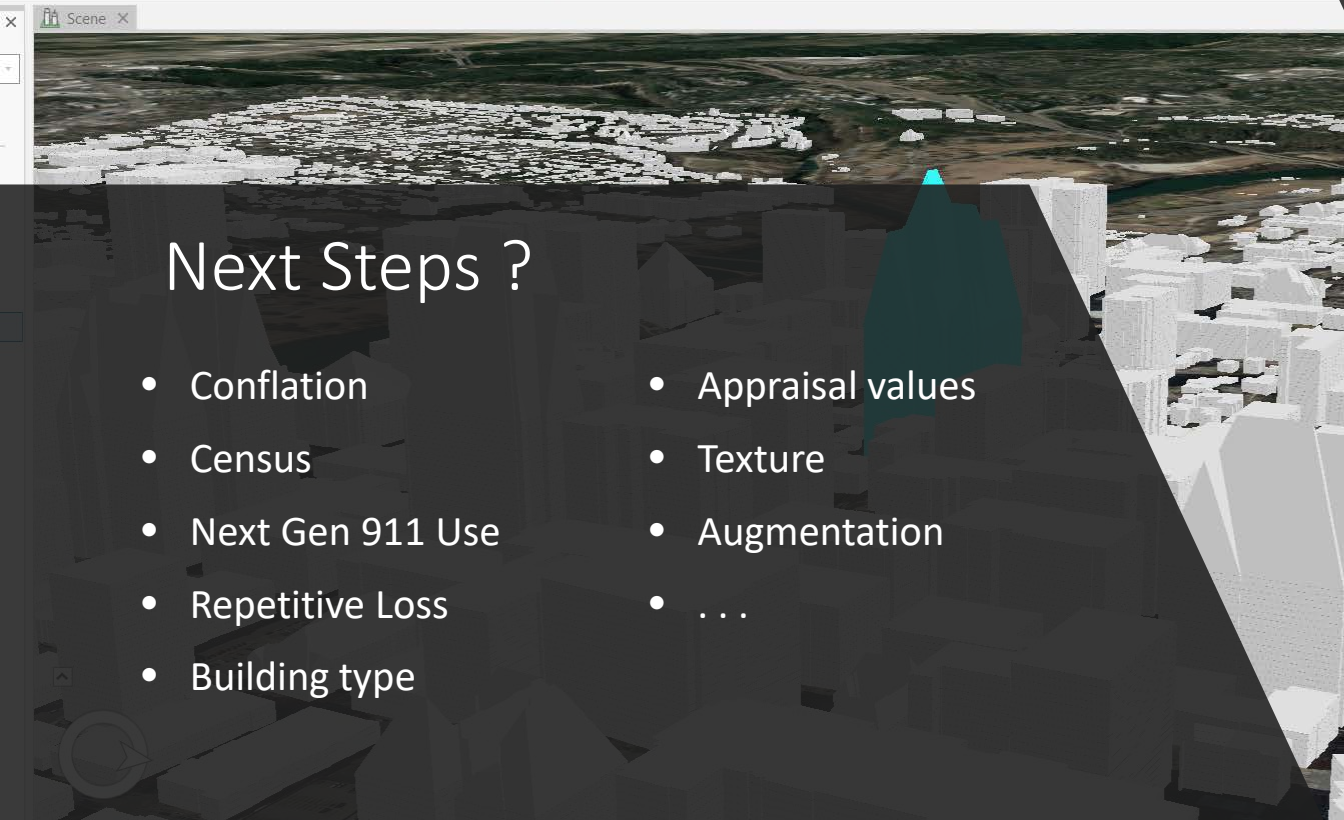 Scene
Next Steps ?
• Conflation
• Census
• Next Gen 911 Use
• Repetitive Loss
• Building type
• Appraisal values
• Texture
• Augmentation
• . . .